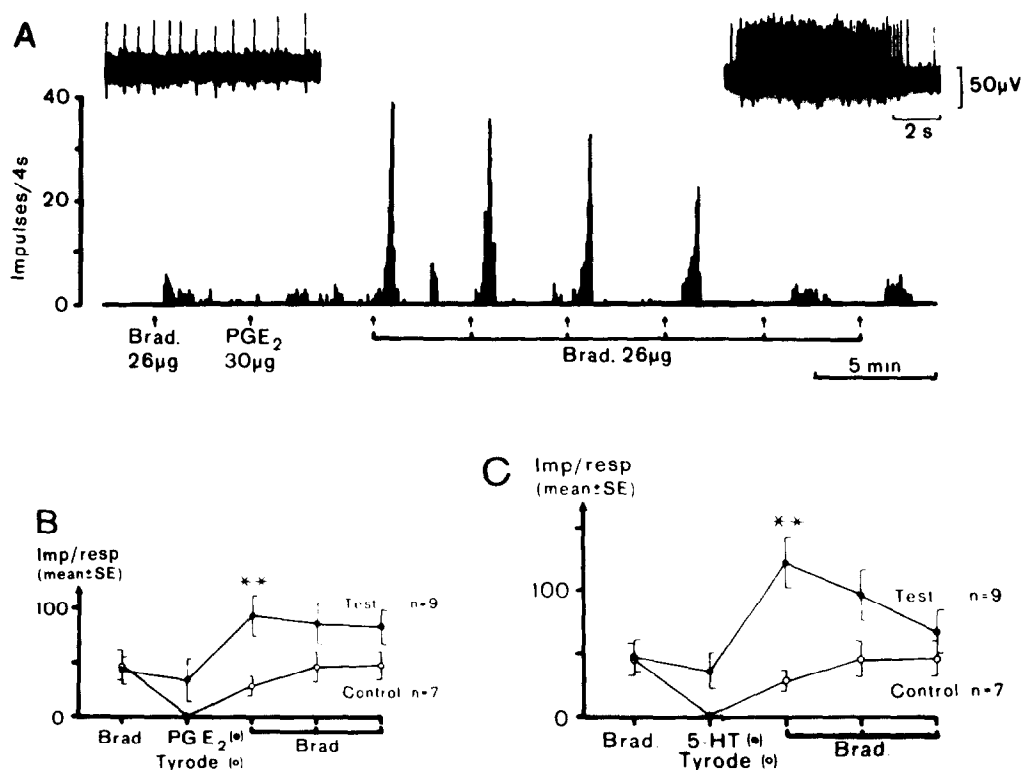 A
50µV
2 s
40
20
0
Impulses/4s
Brad. 26µg
PGE2 30µg
Brad. 26µg
5 min
B
Imp/resp
(mean±SE)
100
0
**
Test n=9
Control n=7
Brad
PGE2 (•)
Tyrode (o)
Brad
C
Imp/resp
(mean±SE)
100
0
**
Test n=9
Control n=7
Brad.
5-HT (•)
Tyrode (o)
Brad.